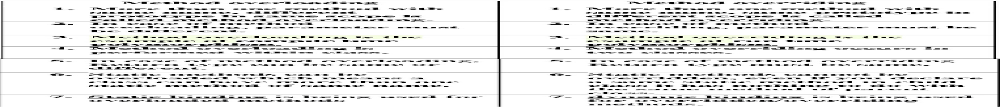 Method overloading
1. More than one method with
same name, different
prototype in same scope is
called method overloading.
2. In case of method
overloading, parameter must
be different.
3. Method overloading is the
example of compile time
polymorphism.
4. Method overloading is
performed within class.
5. In case of method overloading,
Return type can be same or
different.
6. Static methods can be
overloaded which means a
class can have more than one
static method of same name.
7. Static binding is being used for
overloaded methods
Method overriding
1. More than one method with
same name, same prototype in
different scope is called
method overriding.
2. In case of method
overriding, parameter must be
same.
3. Method overriding is the
example of run time
polymorphism.
4. Method overriding occurs in
two classes.
5. In case of method overriding
Return type must be same.
6. Static methods cannot be
overridden, even if you declare
a same static method in child
class it has nothing to do with
the same method of parent
class.
7. dynamic binding is being used
for overridden/overriding
methods.